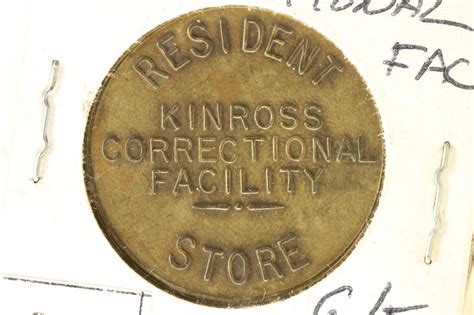 RESIDENT
KINROSS
CORRECTIONAL
FACILITY
STORE
FAC